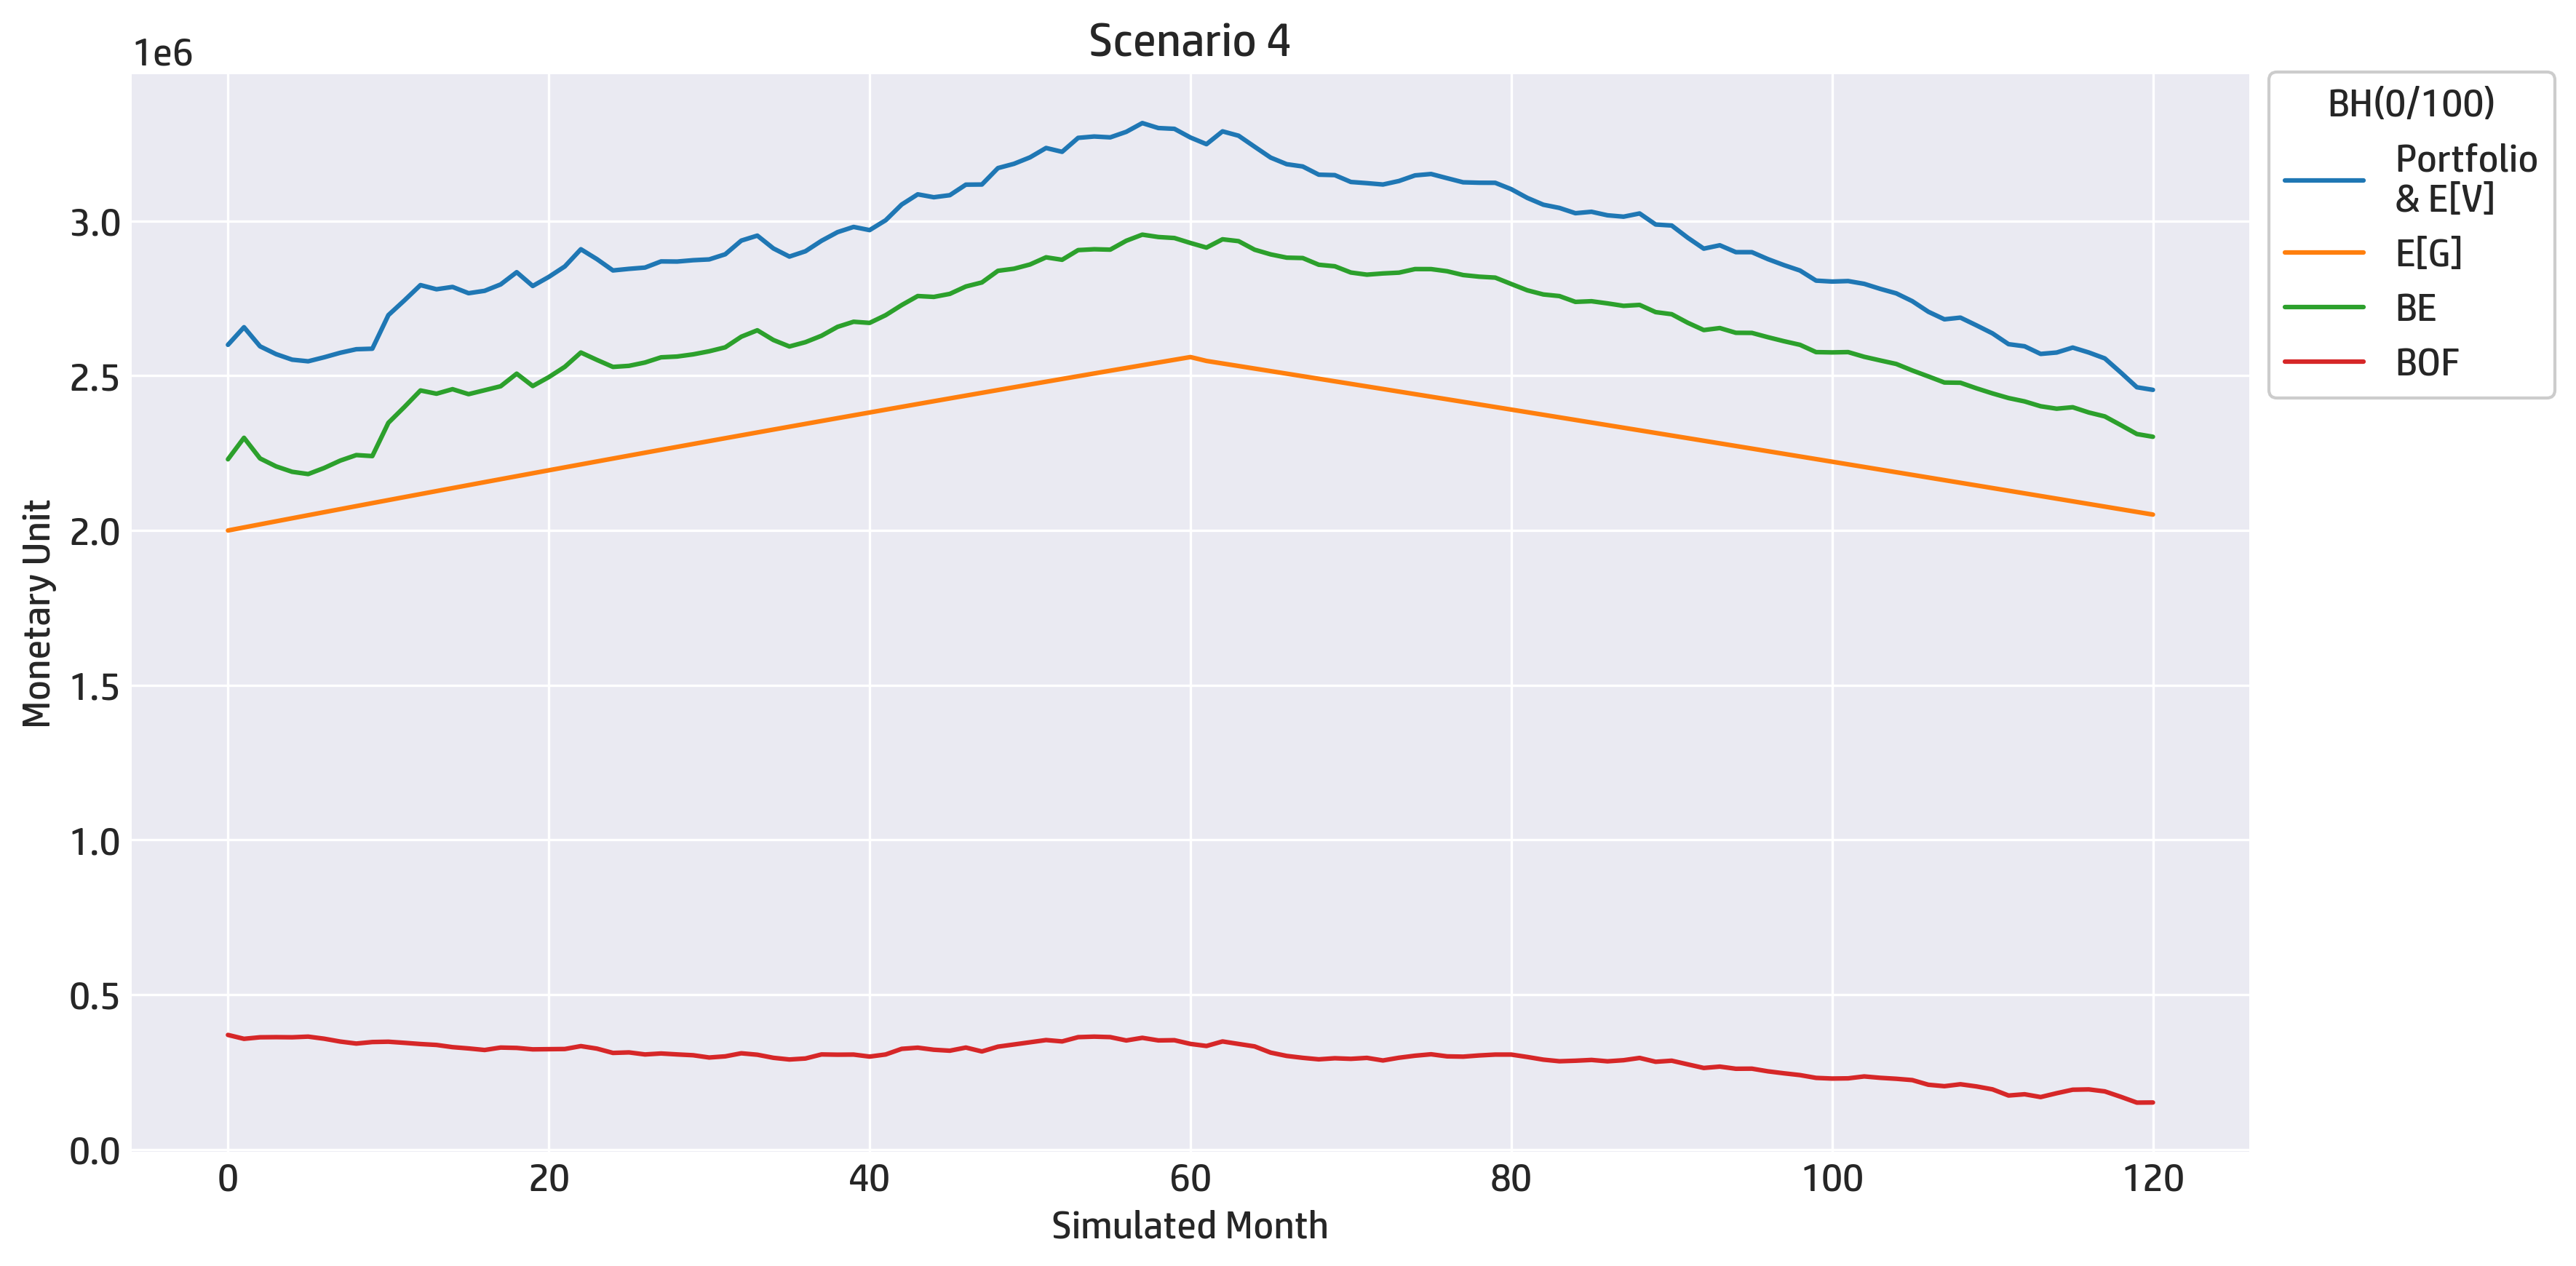 Scenario 4
1e6
BH(0/100)
Portfolio
& E[V]
E[G]
BE
BOF
Monetary Unit
3.0
2.5
2.0
1.5
1.0
0.5
0.0
0 20 40 60 80 100 120
Simulated Month